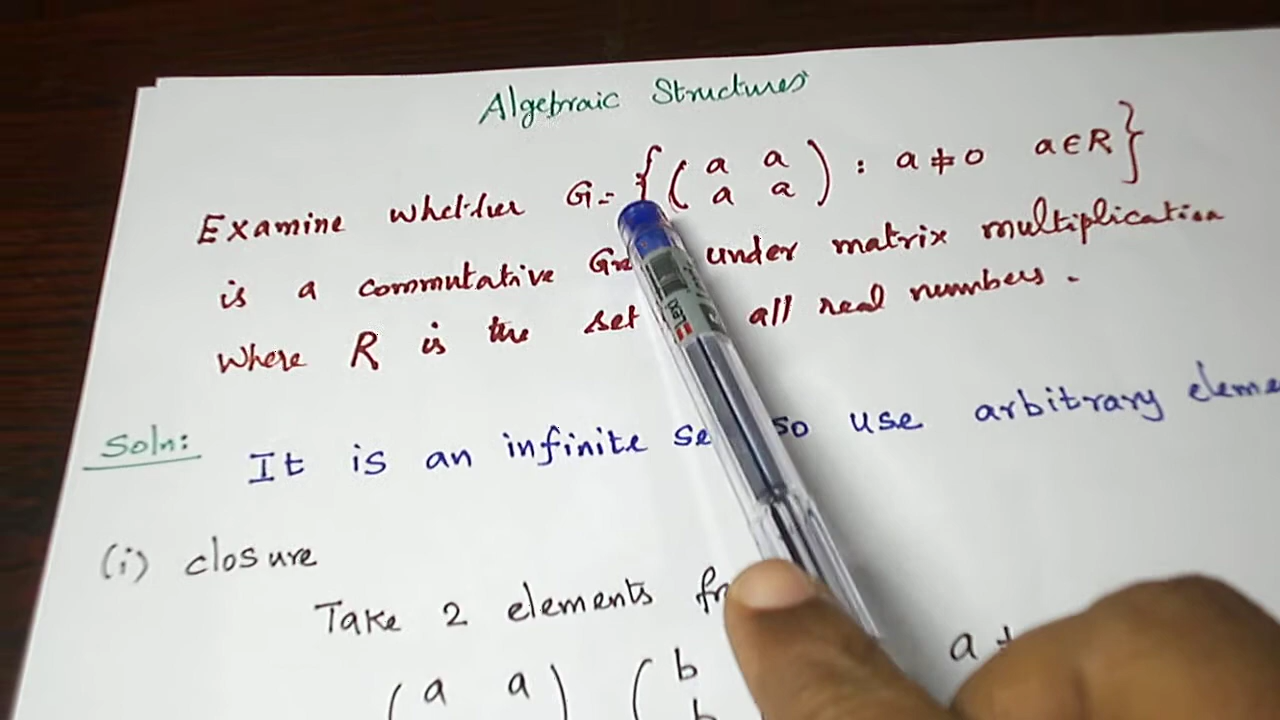 Algebraic Structures
Examine whether G = { ( a a : a ≠ 0 a ∈ R }
a a )
is a commutative under matrix multiplication
where R is the set all real numbers.
Soln: It is an infinite so use arbitrary
(i) closure
Take 2 elements
( a a ) ( b a
b